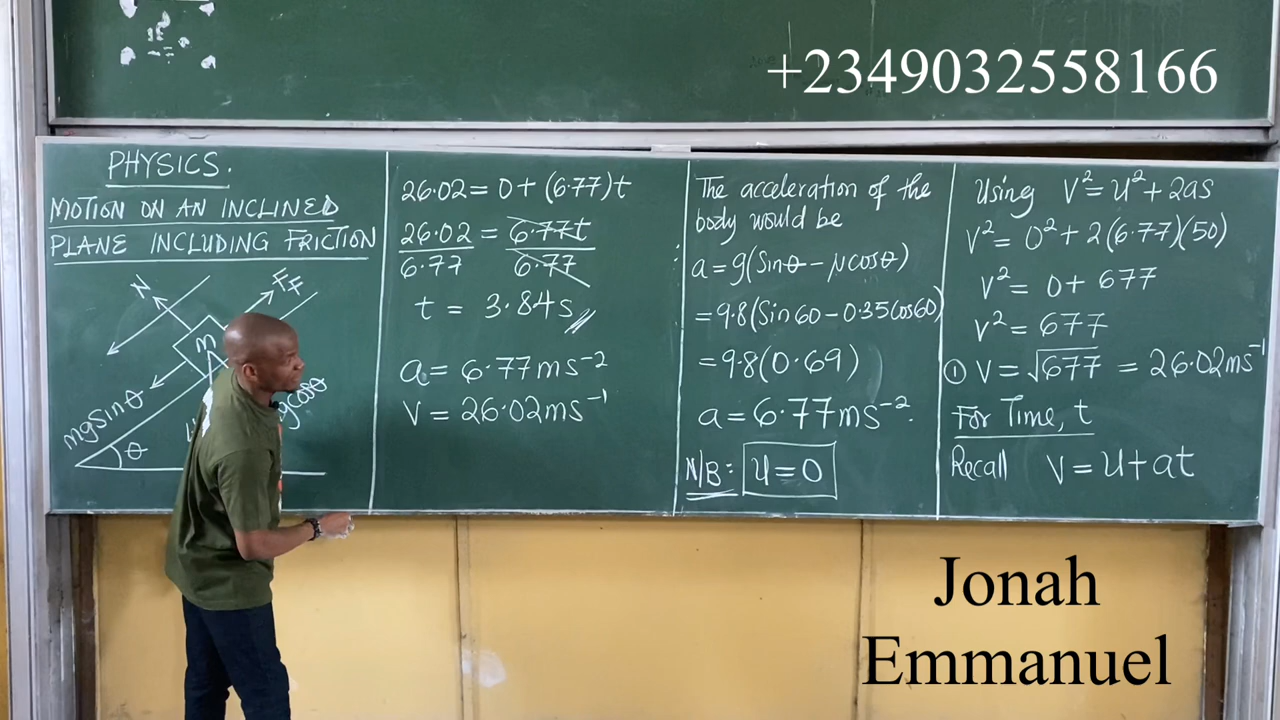 +2349032558166
PHYSICS.
MOTION ON AN INCLINED
PLANE INCLUDING FRICTION
N
FF
m
mgsinθ
gcosθ
θ
26.02 = 0 + (6.77)t
26.02 = 6.77t
6.77 6.77
t = 3.84s
a = 6.77ms⁻²
V = 26.02ms⁻¹
The acceleration of the
body would be
a = g(Sinθ - μcosθ)
= 9.8(Sin60 - 0.35Cos60)
= 9.8(0.69)
a = 6.77ms⁻².
N/B: U = 0
Using V² = U² + 2as
V² = 0² + 2(6.77)(50)
V² = 0 + 677
V² = 677
① V = √677 = 26.02ms⁻¹
For Time, t
Recall V = U + at
Jonah
Emmanuel